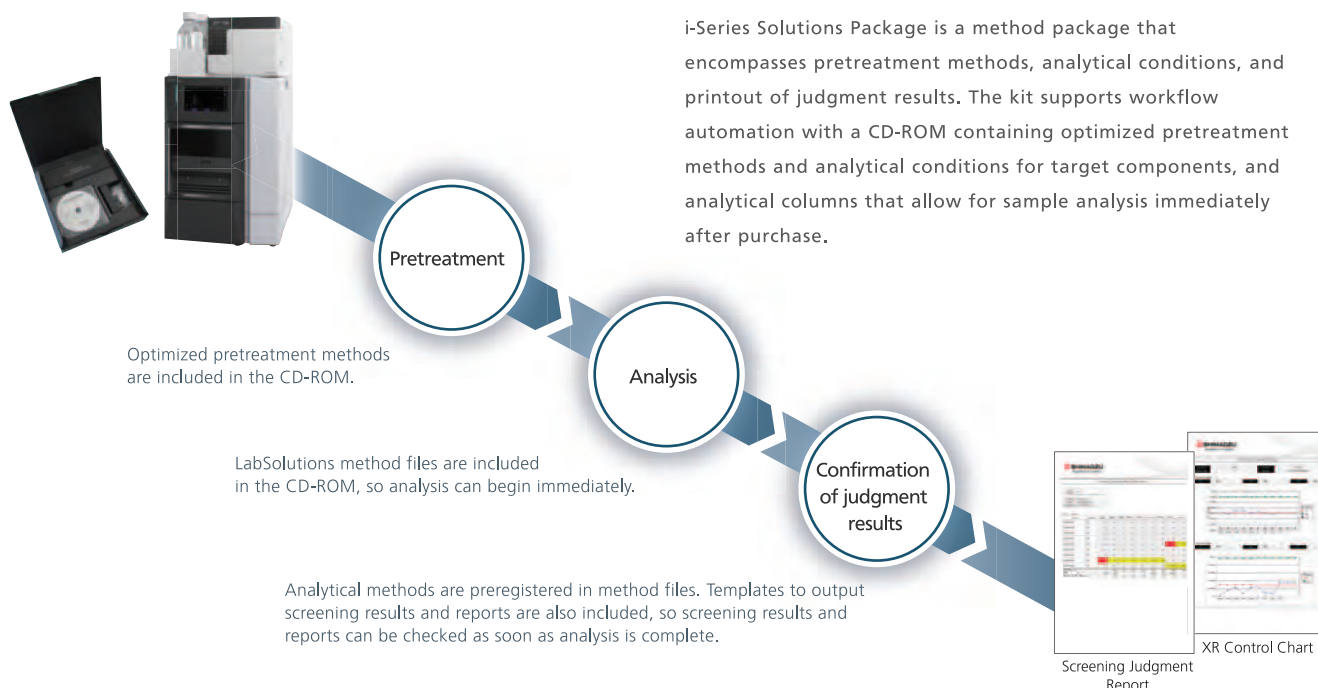 i-Series Solutions Package is a method package that
encompasses pretreatment methods, analytical conditions, and
printout of judgment results. The kit supports workflow
automation with a CD-ROM containing optimized pretreatment
methods and analytical conditions for target components, and
analytical columns that allow for sample analysis immediately
after purchase.
Pretreatment
Optimized pretreatment methods
are included in the CD-ROM.
Analysis
LabSolutions method files are included
in the CD-ROM, so analysis can begin immediately.
Confirmation
of judgment
results
Analytical methods are preregistered in method files. Templates to output
screening results and reports are also included, so screening results and
reports can be checked as soon as analysis is complete.
SHIMADZU
SHIMADZU
XR Control Chart
Screening Judgment
Report